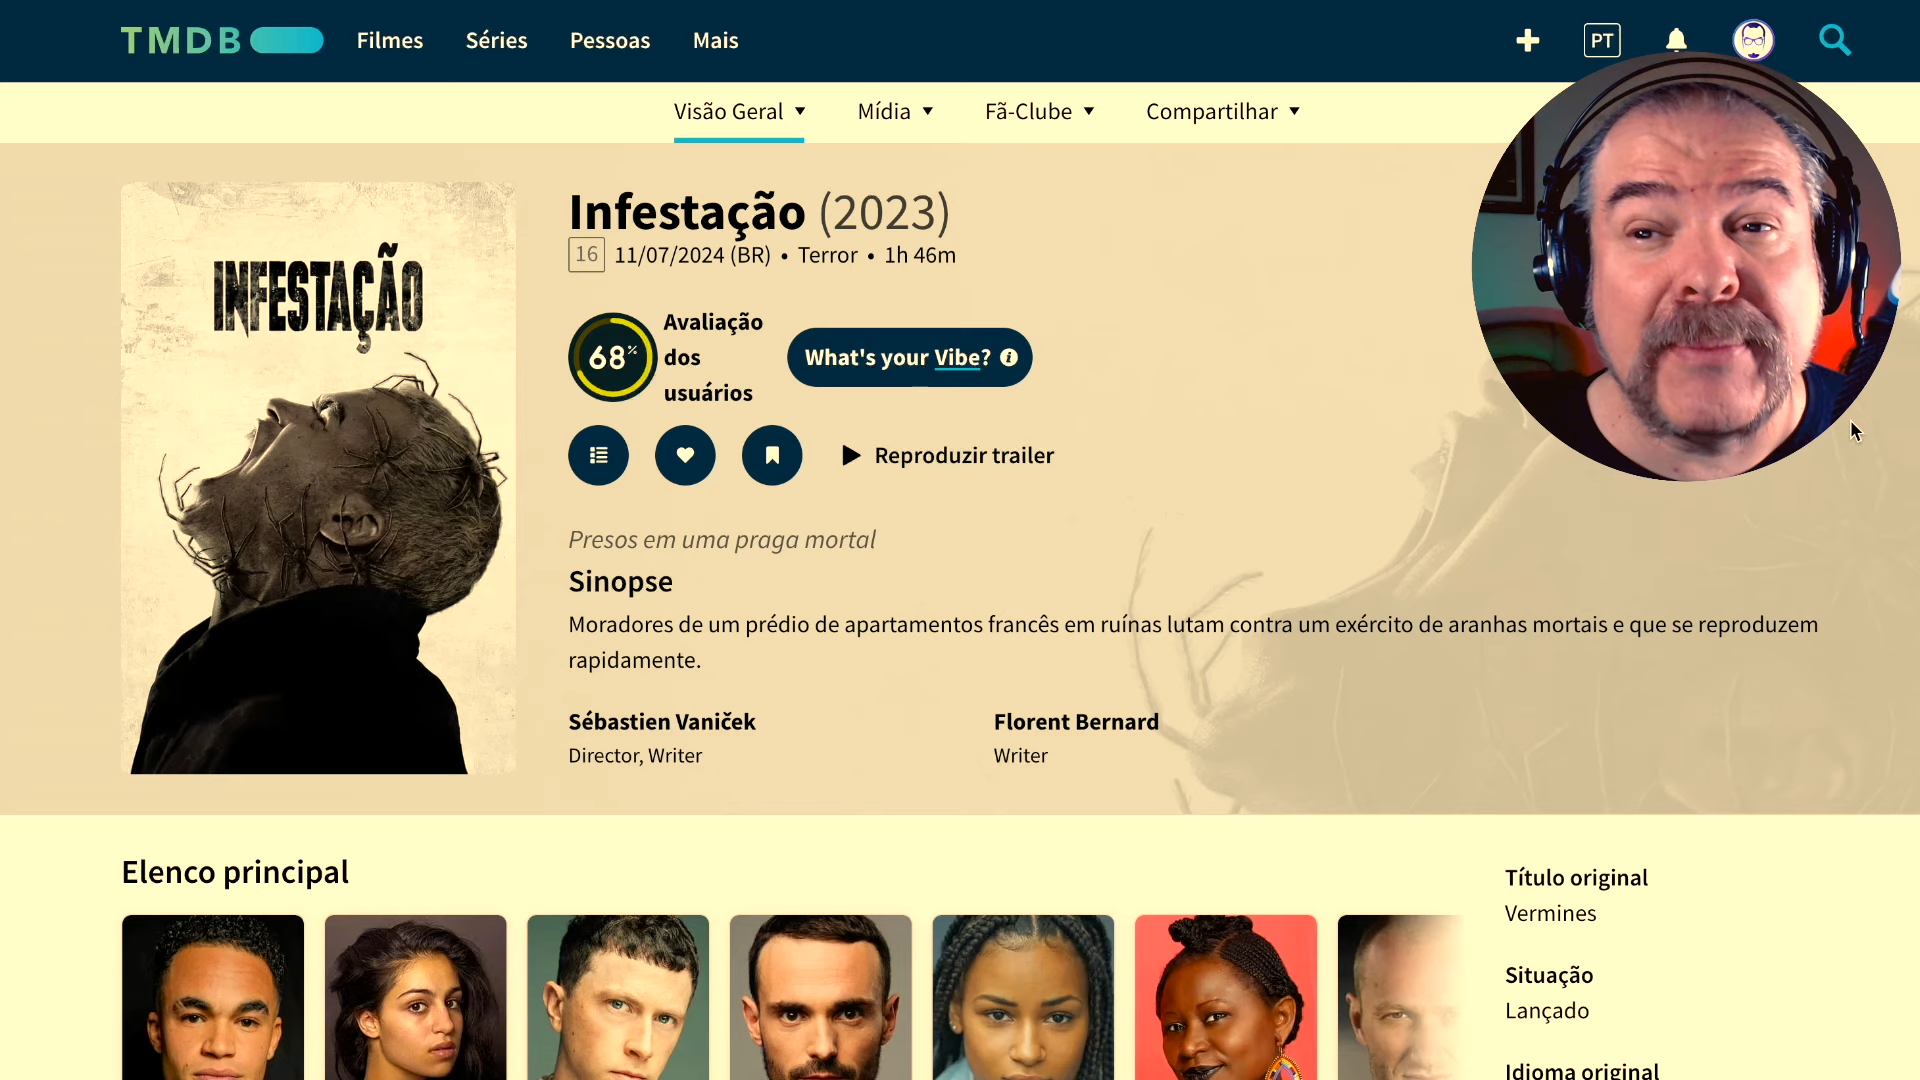 TMDB
Filmes
Séries
Pessoas
Mais
PT
Visão Geral
Mídia
Fã-Clube
Compartilhar
INFESTAÇÃO
Infestação (2023)
16 11/07/2024 (BR) • Terror • 1h 46m
68%
Avaliação
dos
usuários
What's your Vibe?
Reproduzir trailer
Presos em uma praga mortal
Sinopse
Moradores de um prédio de apartamentos francês em ruínas lutam contra um exército de aranhas mortais e que se reproduzem
rapidamente.
Sébastien Vaniček
Director, Writer
Florent Bernard
Writer
Elenco principal
Título original
Vermines
Situação
Lançado
Idioma original